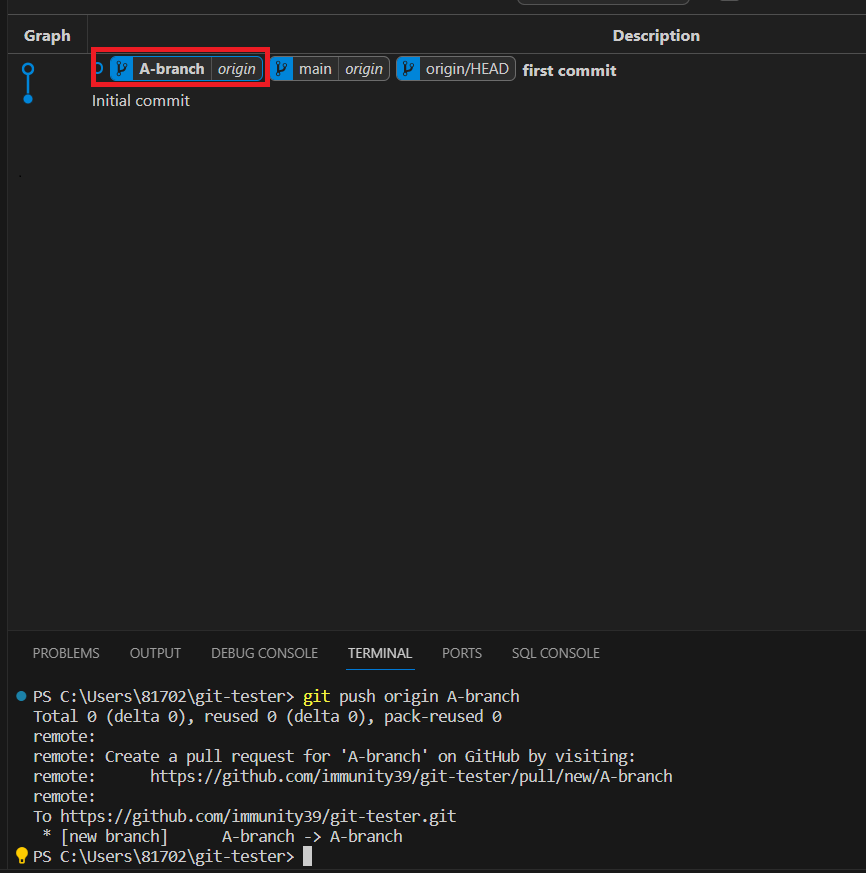 Graph Description
A-branch origin main origin origin/HEAD first commit
Initial commit
PROBLEMS OUTPUT DEBUG CONSOLE TERMINAL PORTS SQL CONSOLE
PS C:\Users\81702\git-tester> git push origin A-branch
Total 0 (delta 0), reused 0 (delta 0), pack-reused 0
remote:
remote: Create a pull request for 'A-branch' on GitHub by visiting:
remote:      https://github.com/immunity39/git-tester/pull/new/A-branch
remote:
To https://github.com/immunity39/git-tester.git
 * [new branch]      A-branch -> A-branch
PS C:\Users\81702\git-tester>